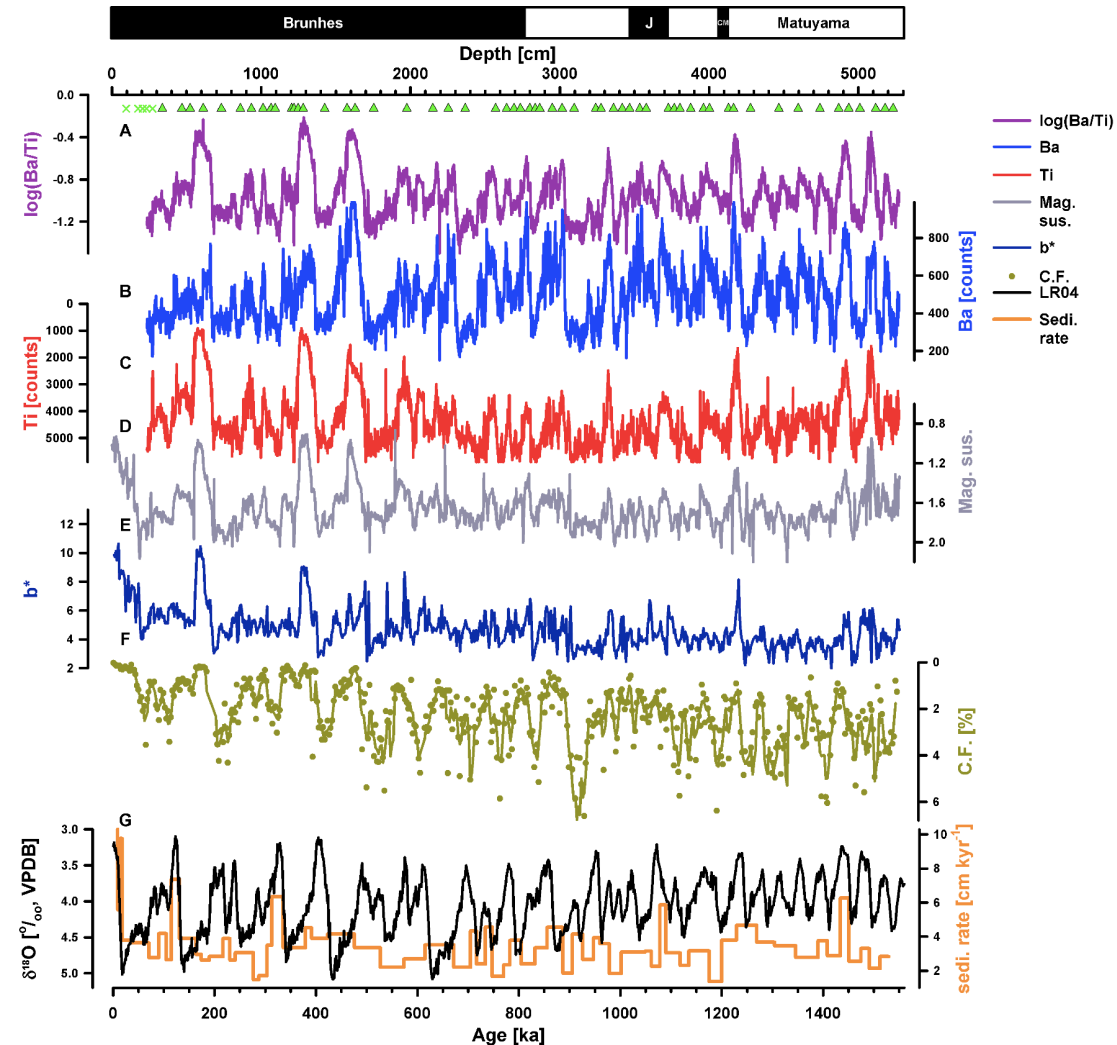 Brunhes J CM Matuyama
Depth [cm]
0 1000 2000 3000 4000 5000
0.0
-0.4
-0.8
-1.2
log(Ba/Ti)
A
log(Ba/Ti)
Ba
Ti
Mag.
sus.
b*
C.F.
LR04
Sedi.
rate
B
800
600
400
200
Ba [counts]
0
1000
2000
3000
4000
5000
Ti [counts]
C
D
0.8
1.2
1.6
2.0
Mag. sus.
E
12
10
8
6
4
2
b*
F
0
2
4
6
C.F. [%]
G
3.0
3.5
4.0
4.5
5.0
δ¹⁸O [°/₀₀, VPDB]
10
8
6
4
2
sedi. rate [cm kyr⁻¹]
0 200 400 600 800 1000 1200 1400
Age [ka]